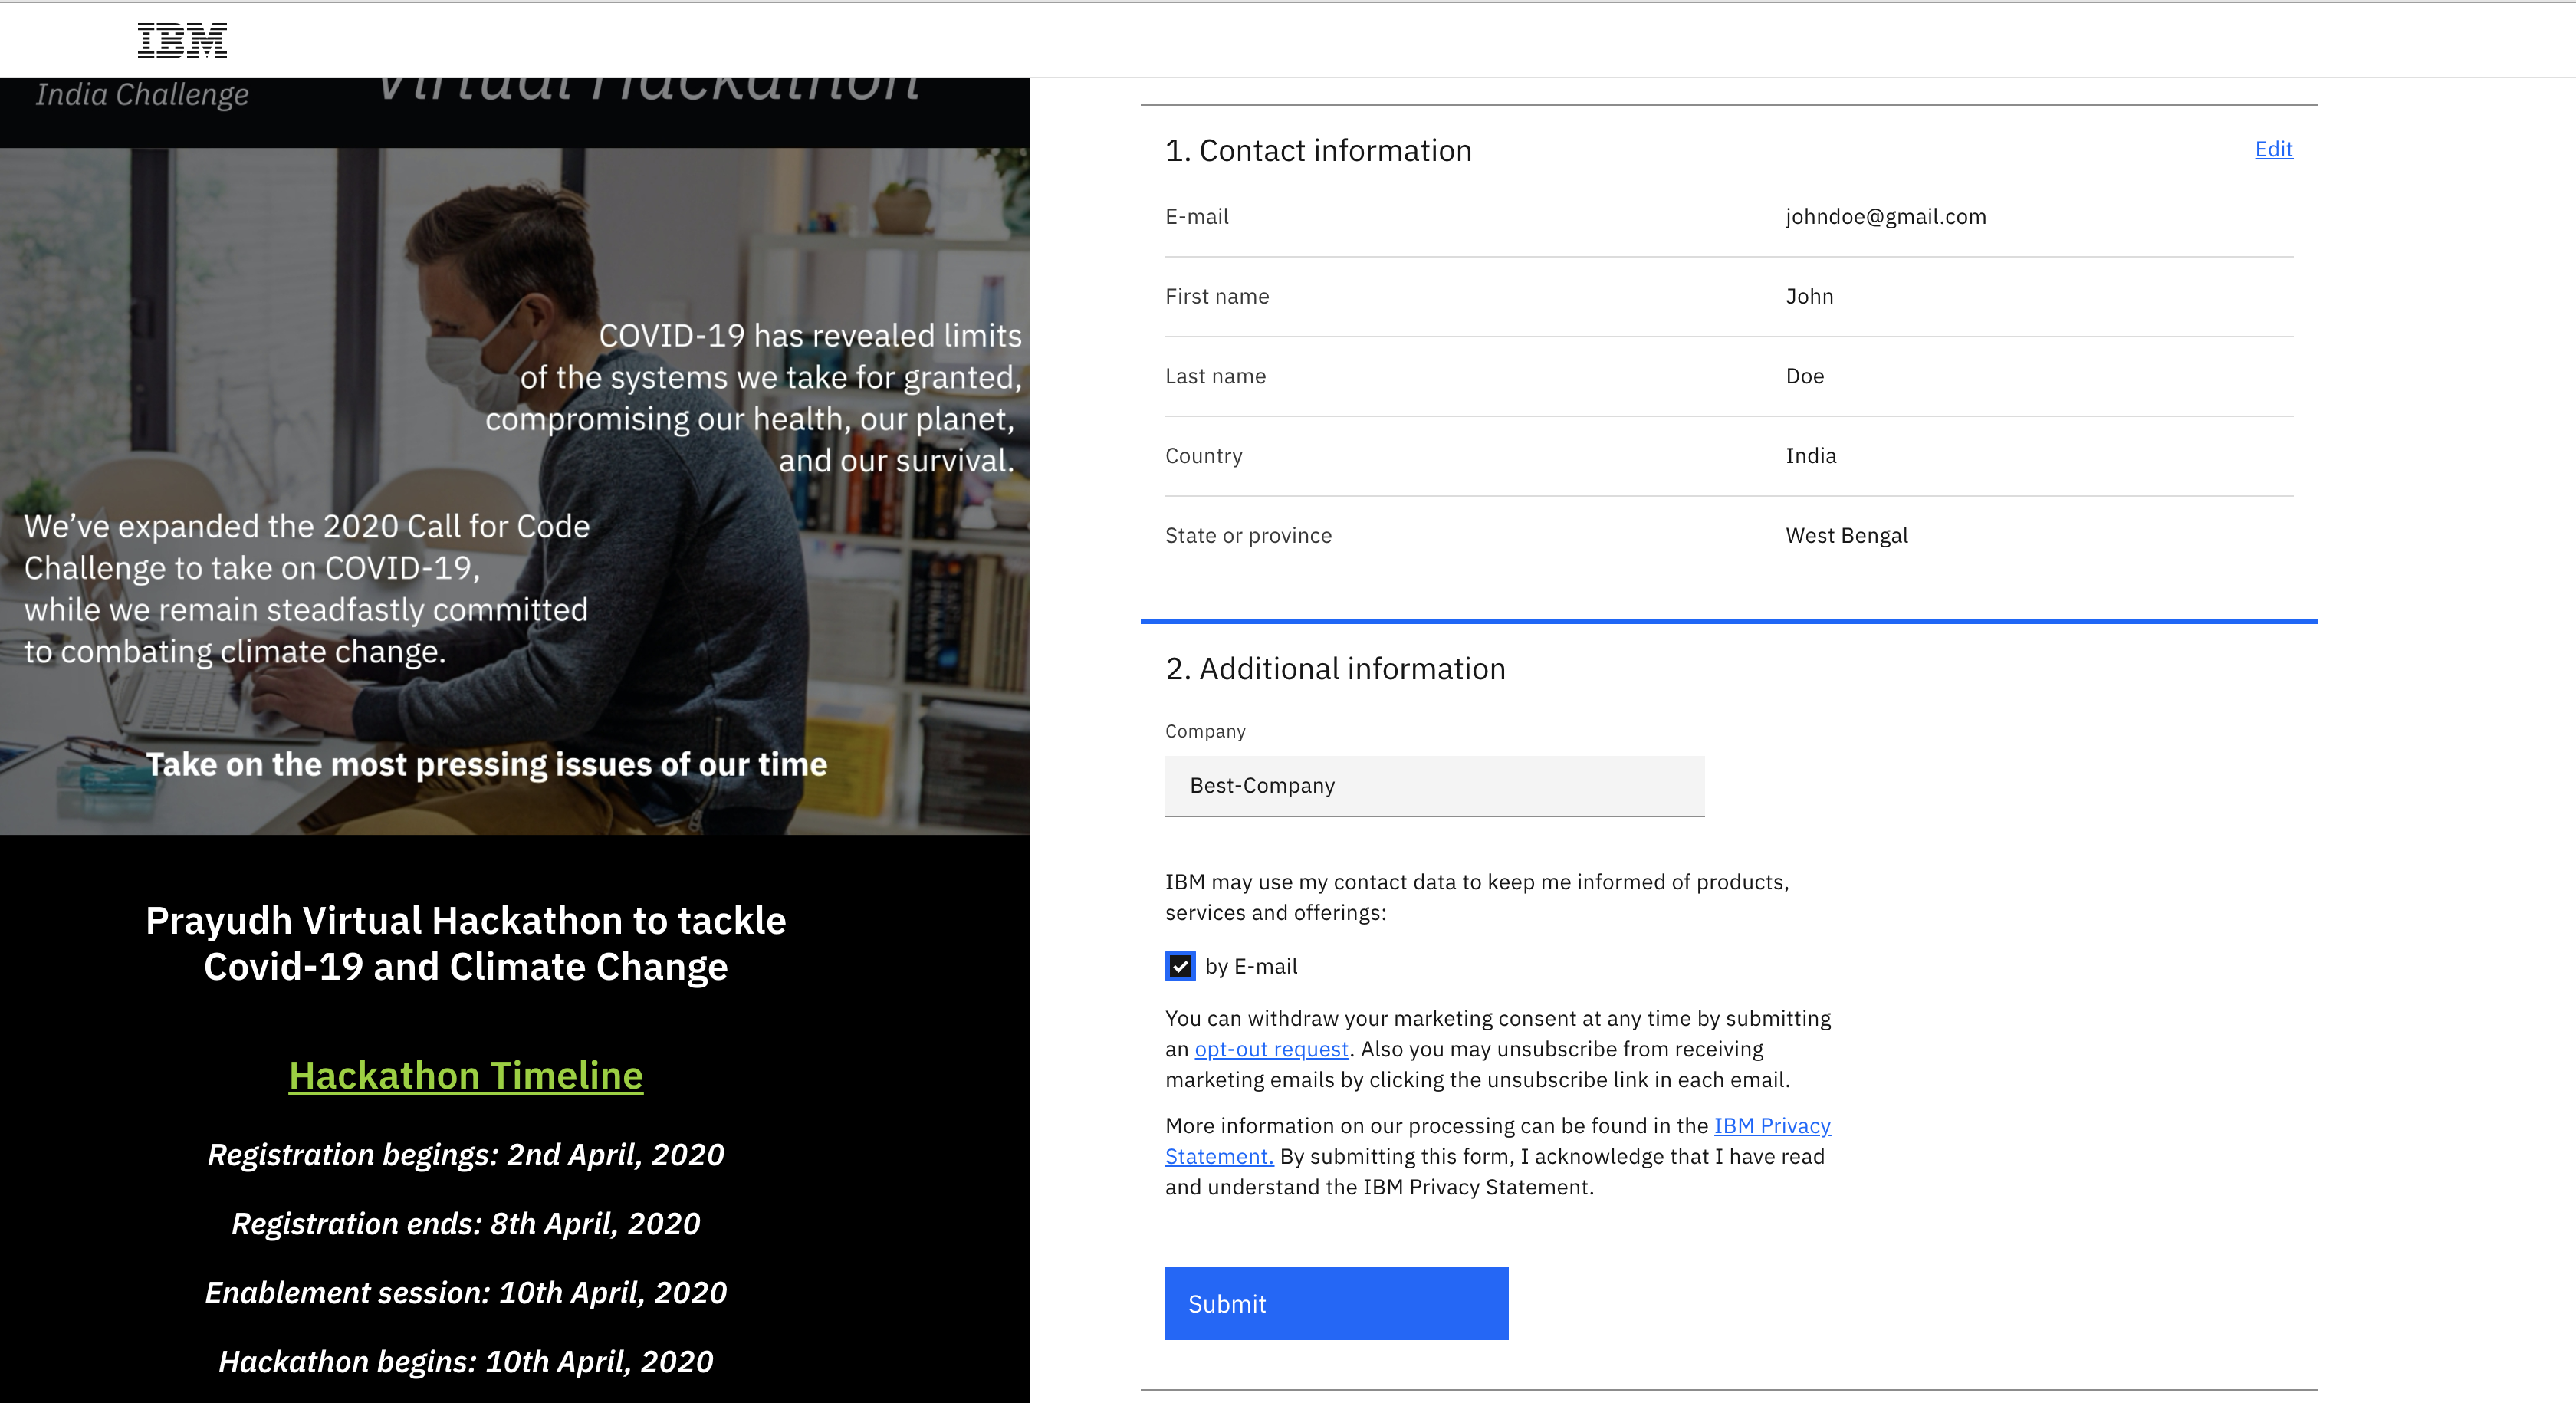 IBM
India Challenge
Virtual Hackathon
COVID-19 has revealed limits
of the systems we take for granted,
compromising our health, our planet,
and our survival.
We’ve expanded the 2020 Call for Code
Challenge to take on COVID-19,
while we remain steadfastly committed
to combating climate change.
Take on the most pressing issues of our time
Prayudh Virtual Hackathon to tackle
Covid-19 and Climate Change
Hackathon Timeline
Registration begings: 2nd April, 2020
Registration ends: 8th April, 2020
Enablement session: 10th April, 2020
Hackathon begins: 10th April, 2020
1. Contact information
Edit
E-mail johndoe@gmail.com
First name John
Last name Doe
Country India
State or province West Bengal
2. Additional information
Company
Best-Company
IBM may use my contact data to keep me informed of products,
services and offerings:
by E-mail
You can withdraw your marketing consent at any time by submitting
an opt-out request. Also you may unsubscribe from receiving
marketing emails by clicking the unsubscribe link in each email.
More information on our processing can be found in the IBM Privacy
Statement. By submitting this form, I acknowledge that I have read
and understand the IBM Privacy Statement.
Submit